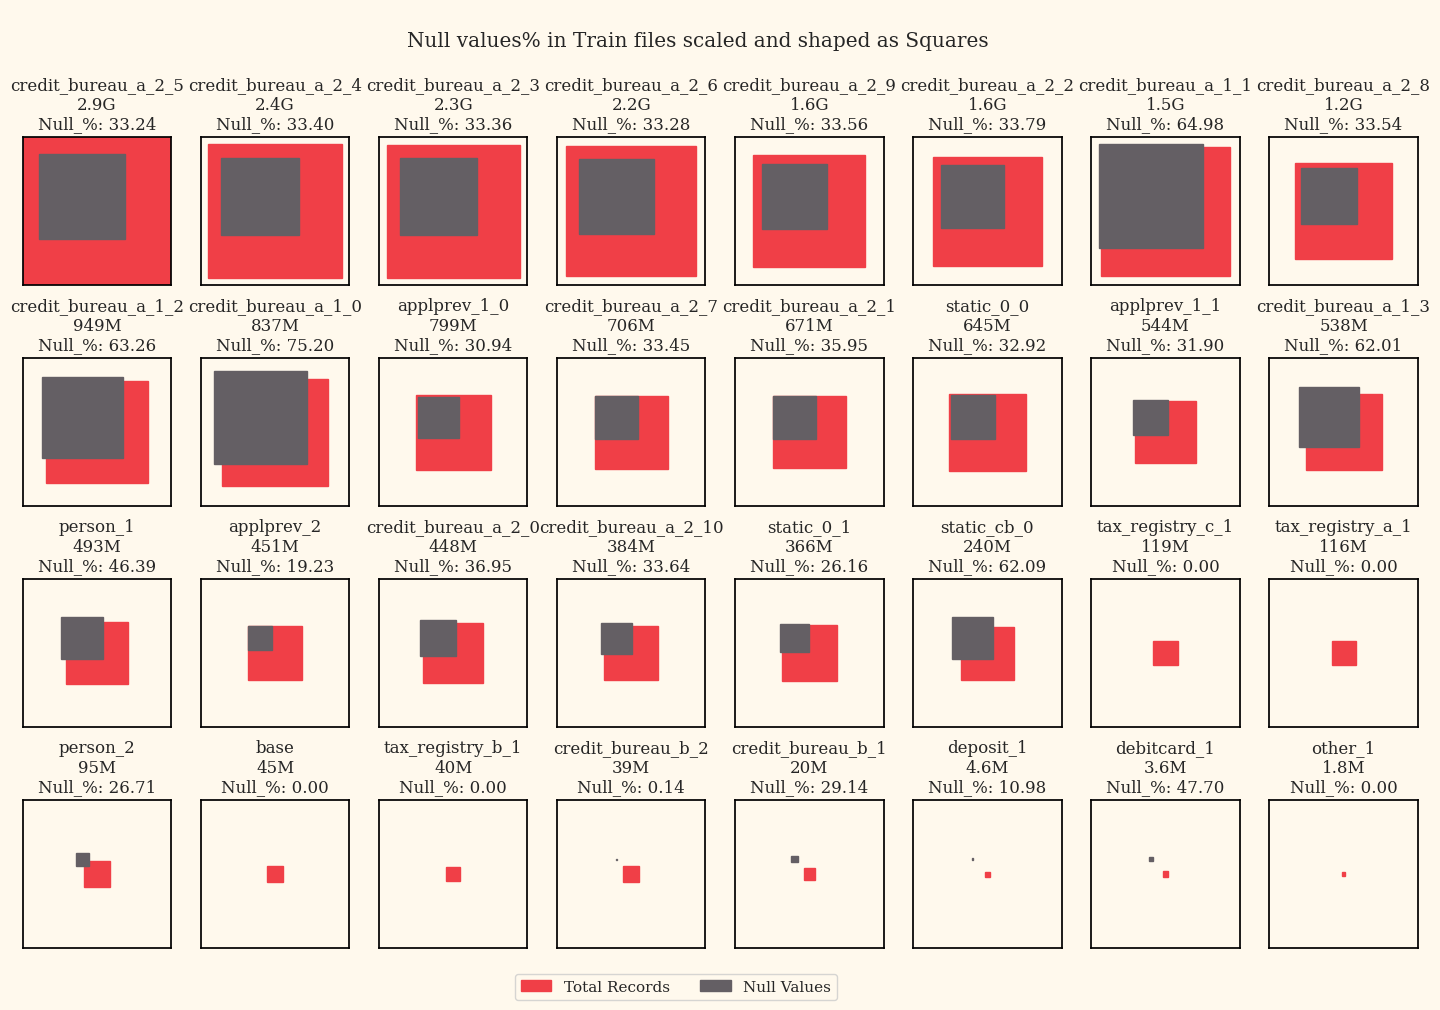 Null values% in Train files scaled and shaped as Squares
credit_bureau_a_2_5
2.9G
Null_%: 33.24
credit_bureau_a_2_4
2.4G
Null_%: 33.40
credit_bureau_a_2_3
2.3G
Null_%: 33.36
credit_bureau_a_2_6
2.2G
Null_%: 33.28
credit_bureau_a_2_9
1.6G
Null_%: 33.56
credit_bureau_a_2_2
1.6G
Null_%: 33.79
credit_bureau_a_1_1
1.5G
Null_%: 64.98
credit_bureau_a_2_8
1.2G
Null_%: 33.54
credit_bureau_a_1_2
949M
Null_%: 63.26
credit_bureau_a_1_0
837M
Null_%: 75.20
applprev_1_0
799M
Null_%: 30.94
credit_bureau_a_2_7
706M
Null_%: 33.45
credit_bureau_a_2_1
671M
Null_%: 35.95
static_0_0
645M
Null_%: 32.92
applprev_1_1
544M
Null_%: 31.90
credit_bureau_a_1_3
538M
Null_%: 62.01
person_1
493M
Null_%: 46.39
applprev_2
451M
Null_%: 19.23
credit_bureau_a_2_0
448M
Null_%: 36.95
credit_bureau_a_2_10
384M
Null_%: 33.64
static_0_1
366M
Null_%: 26.16
static_cb_0
240M
Null_%: 62.09
tax_registry_c_1
119M
Null_%: 0.00
tax_registry_a_1
116M
Null_%: 0.00
person_2
95M
Null_%: 26.71
base
45M
Null_%: 0.00
tax_registry_b_1
40M
Null_%: 0.00
credit_bureau_b_2
39M
Null_%: 0.14
credit_bureau_b_1
20M
Null_%: 29.14
deposit_1
4.6M
Null_%: 10.98
debitcard_1
3.6M
Null_%: 47.70
other_1
1.8M
Null_%: 0.00
Total Records
Null Values